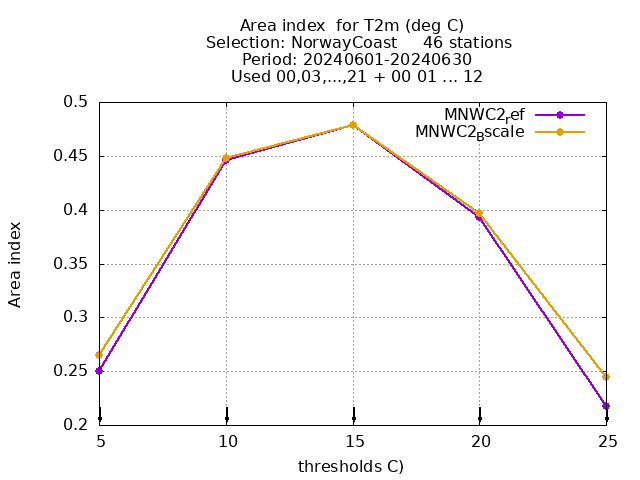 Area index  for T2m (deg C)
Selection: NorwayCoast     46 stations
Period: 20240601-20240630
Used 00,03,...,21 + 00 01 ... 12
MNWC2_ref
MNWC2_Bscale
0.5
0.45
0.4
0.35
0.3
0.25
0.2
Area index
5 10 15 20 25
thresholds C)